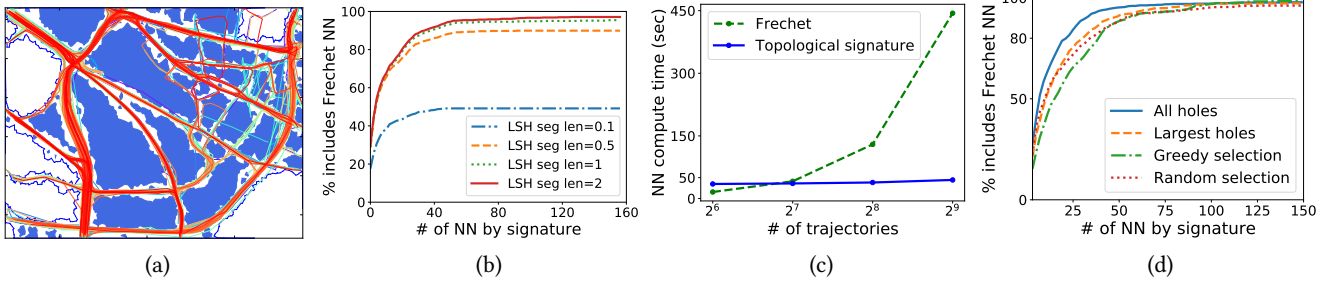 % includes Frechet NN
100
80
60
40
20
0
LSH seg len=0.1
LSH seg len=0.5
LSH seg len=1
LSH seg len=2
0 40 80 120 160
# of NN by signature
NN compute time (sec)
450
300
150
50
0
Frechet
Topological signature
2^6 2^7 2^8 2^9
# of trajectories
% includes Frechet NN
100
80
50
0
All holes
Largest holes
Greedy selection
Random selection
25 50 75 100 125 150
# of NN by signature
(a) (b) (c) (d)